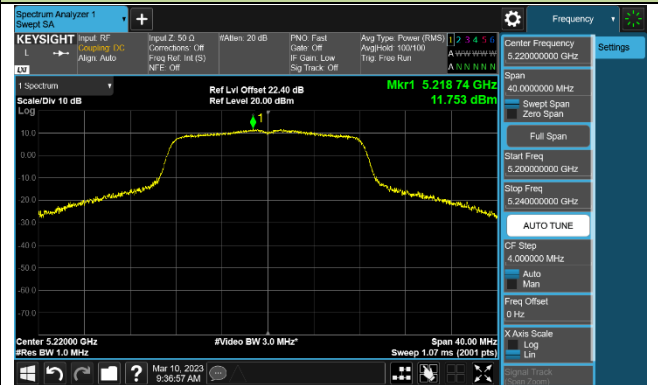 Spectrum Analyzer 1
Swept SA
Frequency
KEYSIGHT
L
Input: RF
Coupling: DC
Align: Auto
Input Z: 50 Ω
Corrections: Off
Freq Ref: Int (S)
NFE: Off
#Atten: 20 dB
PNO: Fast
Gate: Off
IF Gain: Low
Sig Track: Off
Avg Type: Power (RMS)
Avg|Hold: 100/100
Trig: Free Run
1 2 3 4 5 6
A W W W W W
A N N N N N
1 Spectrum
Scale/Div 10 dB
Log
Ref Lvl Offset 22.40 dB
Ref Level 20.00 dBm
Mkr1 5.218 74 GHz
11.753 dBm
1
10.0
0.00
-10.0
-20.0
-30.0
-40.0
-50.0
-60.0
-70.0
Center 5.22000 GHz
#Res BW 1.0 MHz
#Video BW 3.0 MHz*
Span 40.00 MHz
Sweep 1.07 ms (2001 pts)
Mar 10, 2023
9:36:57 AM
Center Frequency
5.220000000 GHz
Settings
Span
40.0000000 MHz
Swept Span
Zero Span
Full Span
Start Freq
5.200000000 GHz
Stop Freq
5.240000000 GHz
AUTO TUNE
CF Step
4.000000 MHz
Auto
Man
Freq Offset
0 Hz
X Axis Scale
Log
Lin
Signal Track
(Span Zoom)